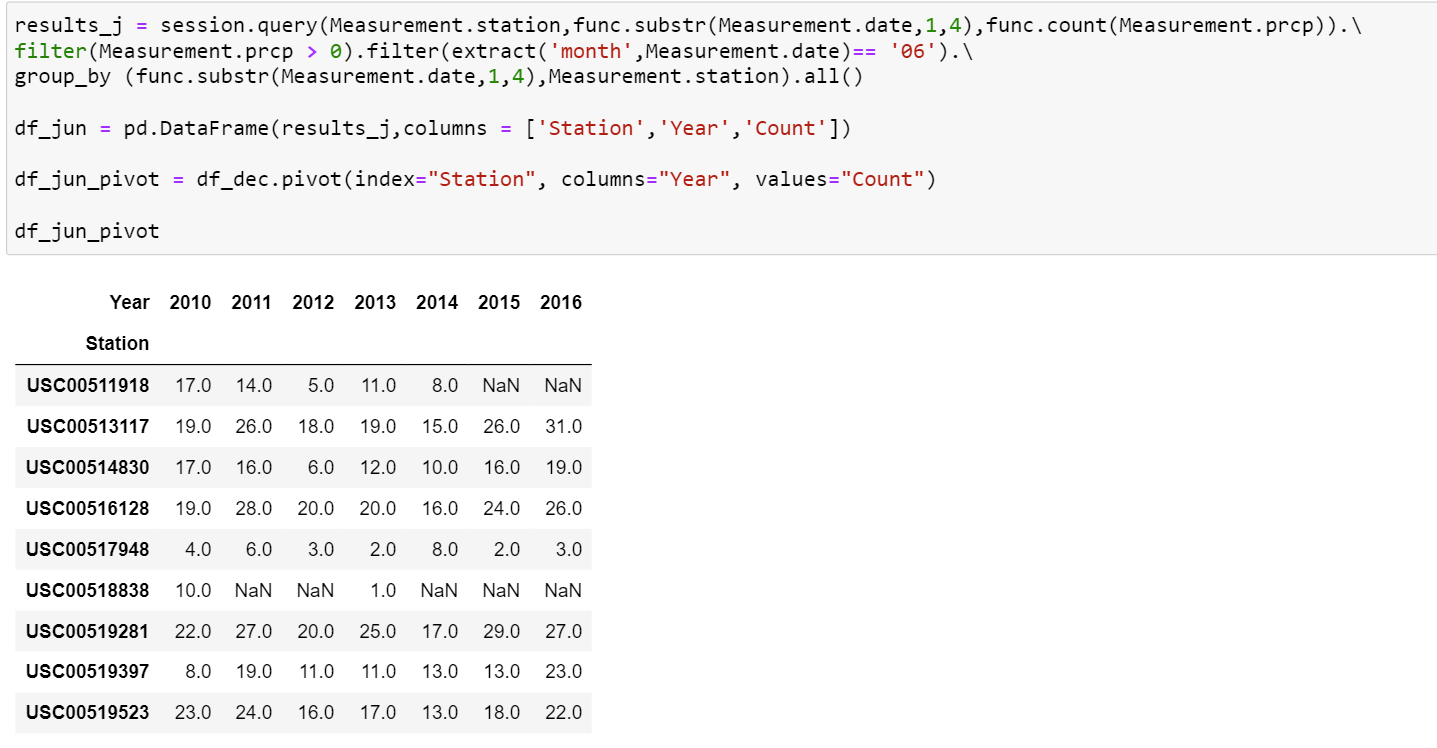 results_j = session.query(Measurement.station,func.substr(Measurement.date,1,4),func.count(Measurement.prcp)).\
filter(Measurement.prcp > 0).filter(extract('month',Measurement.date)== '06').\
group_by (func.substr(Measurement.date,1,4),Measurement.station).all()
df_jun = pd.DataFrame(results_j,columns = ['Station','Year','Count'])
df_jun_pivot = df_dec.pivot(index="Station", columns="Year", values="Count")
df_jun_pivot
Year 2010 2011 2012 2013 2014 2015 2016
Station
USC00511918 17.0 14.0 5.0 11.0 8.0 NaN NaN
USC00513117 19.0 26.0 18.0 19.0 15.0 26.0 31.0
USC00514830 17.0 16.0 6.0 12.0 10.0 16.0 19.0
USC00516128 19.0 28.0 20.0 20.0 16.0 24.0 26.0
USC00517948 4.0 6.0 3.0 2.0 8.0 2.0 3.0
USC00518838 10.0 NaN NaN 1.0 NaN NaN NaN
USC00519281 22.0 27.0 20.0 25.0 17.0 29.0 27.0
USC00519397 8.0 19.0 11.0 11.0 13.0 13.0 23.0
USC00519523 23.0 24.0 16.0 17.0 13.0 18.0 22.0